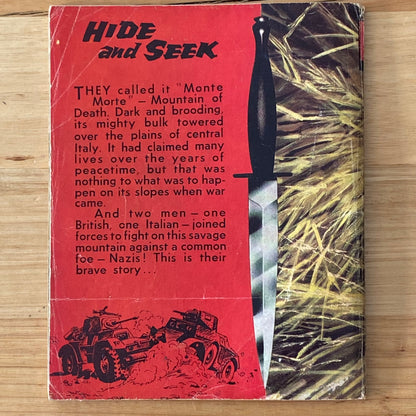 HIDE
and SEEK
THEY called it "Monte
Morte" – Mountain of
Death. Dark and brooding,
its mighty bulk towered
over the plains of central
Italy. It had claimed many
lives over the years of
peacetime, but that was
nothing to what was to hap-
pen on its slopes when war
came.
And two men – one
British, one Italian – joined
forces to fight on this savage
mountain against a common
foe – Nazis! This is their
brave story . . .